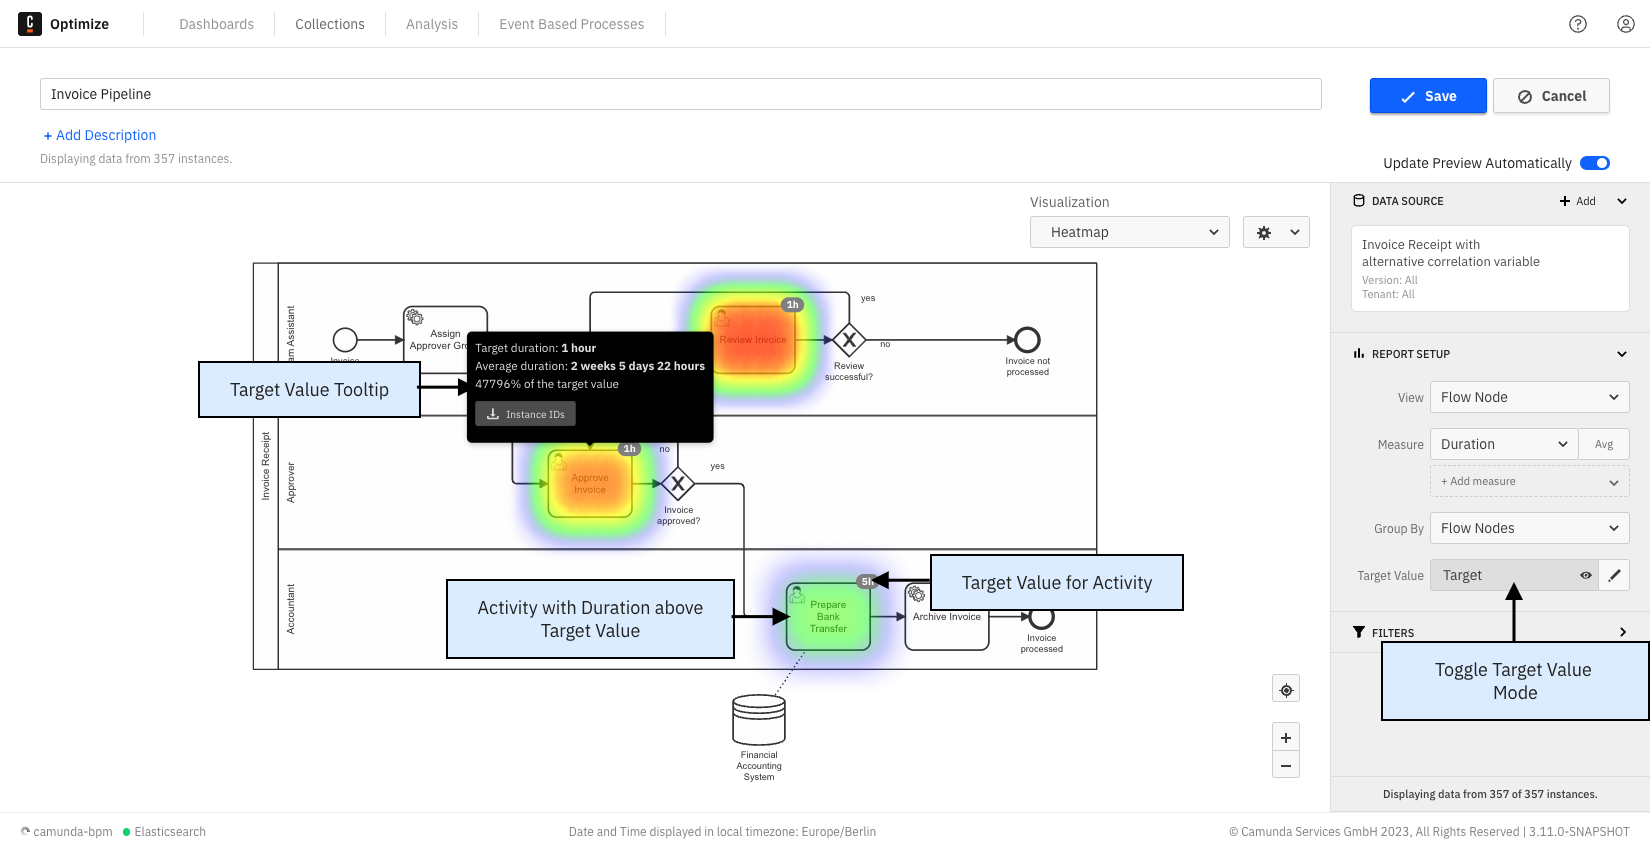 Optimize
Dashboards
Collections
Analysis
Event Based Processes
Invoice Pipeline
Save
Cancel
+ Add Description
Displaying data from 357 instances.
Update Preview Automatically
Visualization
Heatmap
DATA SOURCE
Add
Invoice Receipt with
alternative correlation variable
Version: All
Tenant: All
REPORT SETUP
View
Flow Node
Measure
Duration
Avg
+ Add measure
Group By
Flow Nodes
Target Value
Target
FILTERS
Toggle Target Value
Mode
Displaying data from 357 of 357 instances.
Invoice Receipt
am Assistant
Approver
Accountant
Invoice
Assign
Approver Gro
Target Value Tooltip
Target duration: 1 hour
Average duration: 2 weeks 5 days 22 hours
47796% of the target value
Instance IDs
1h
Review Invoice
yes
no
Review
successful?
Invoice not
processed
1h
Approve
Invoice
no
yes
Invoice
approved?
Activity with Duration above
Target Value
5h
Prepare
Bank
Transfer
Target Value for Activity
Archive Invoice
Invoice
processed
Financial
Accounting
System
camunda-bpm
Elasticsearch
Date and Time displayed in local timezone: Europe/Berlin
© Camunda Services GmbH 2023, All Rights Reserved | 3.11.0-SNAPSHOT